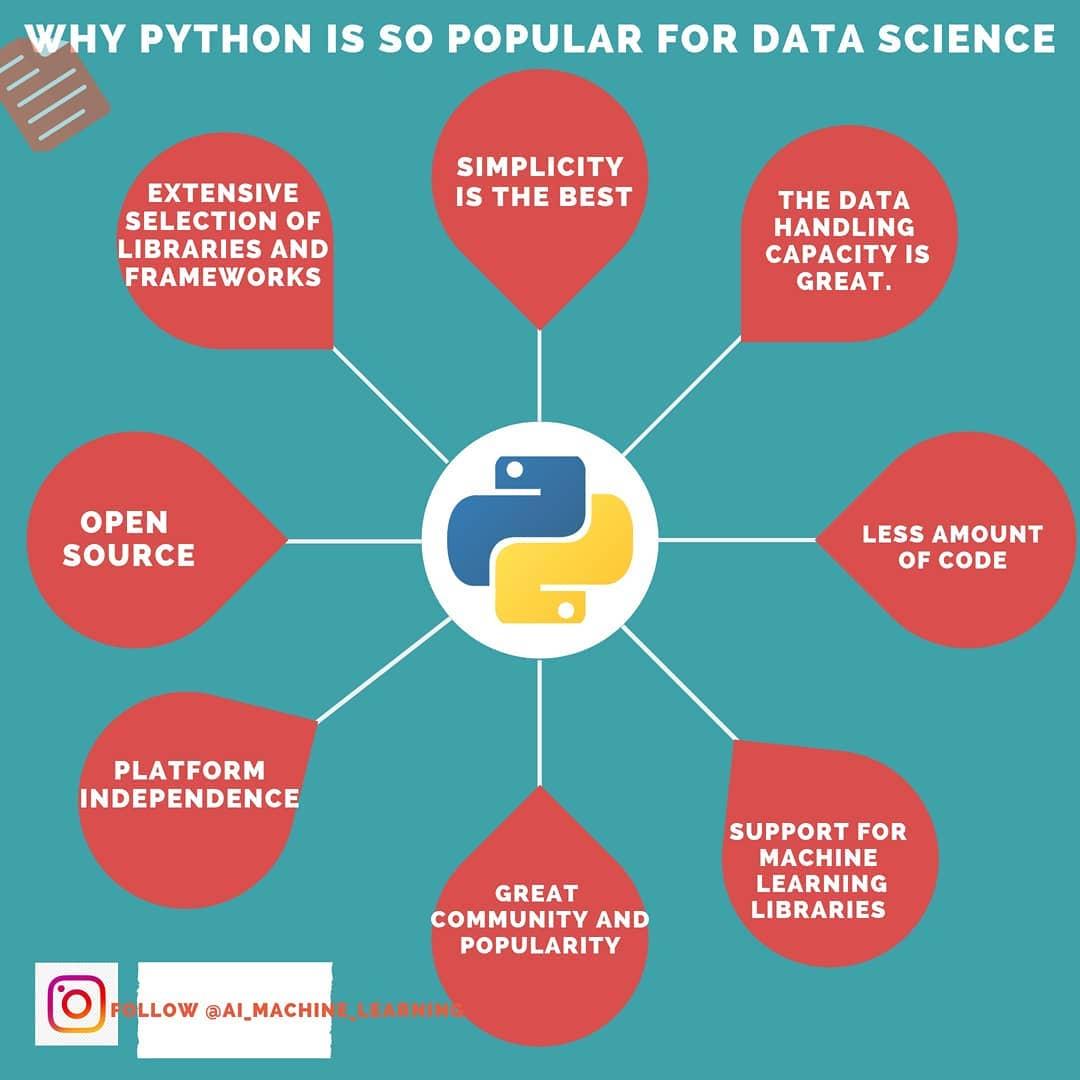 WHY PYTHON IS SO POPULAR FOR DATA SCIENCE
SIMPLICITY
IS THE BEST
EXTENSIVE
SELECTION OF
LIBRARIES AND
FRAMEWORKS
THE DATA
HANDLING
CAPACITY IS
GREAT.
OPEN
SOURCE
LESS AMOUNT
OF CODE
PLATFORM
INDEPENDENCE
SUPPORT FOR
MACHINE
LEARNING
LIBRARIES
GREAT
COMMUNITY AND
POPULARITY
FOLLOW @AI_MACHINE_LEARNING